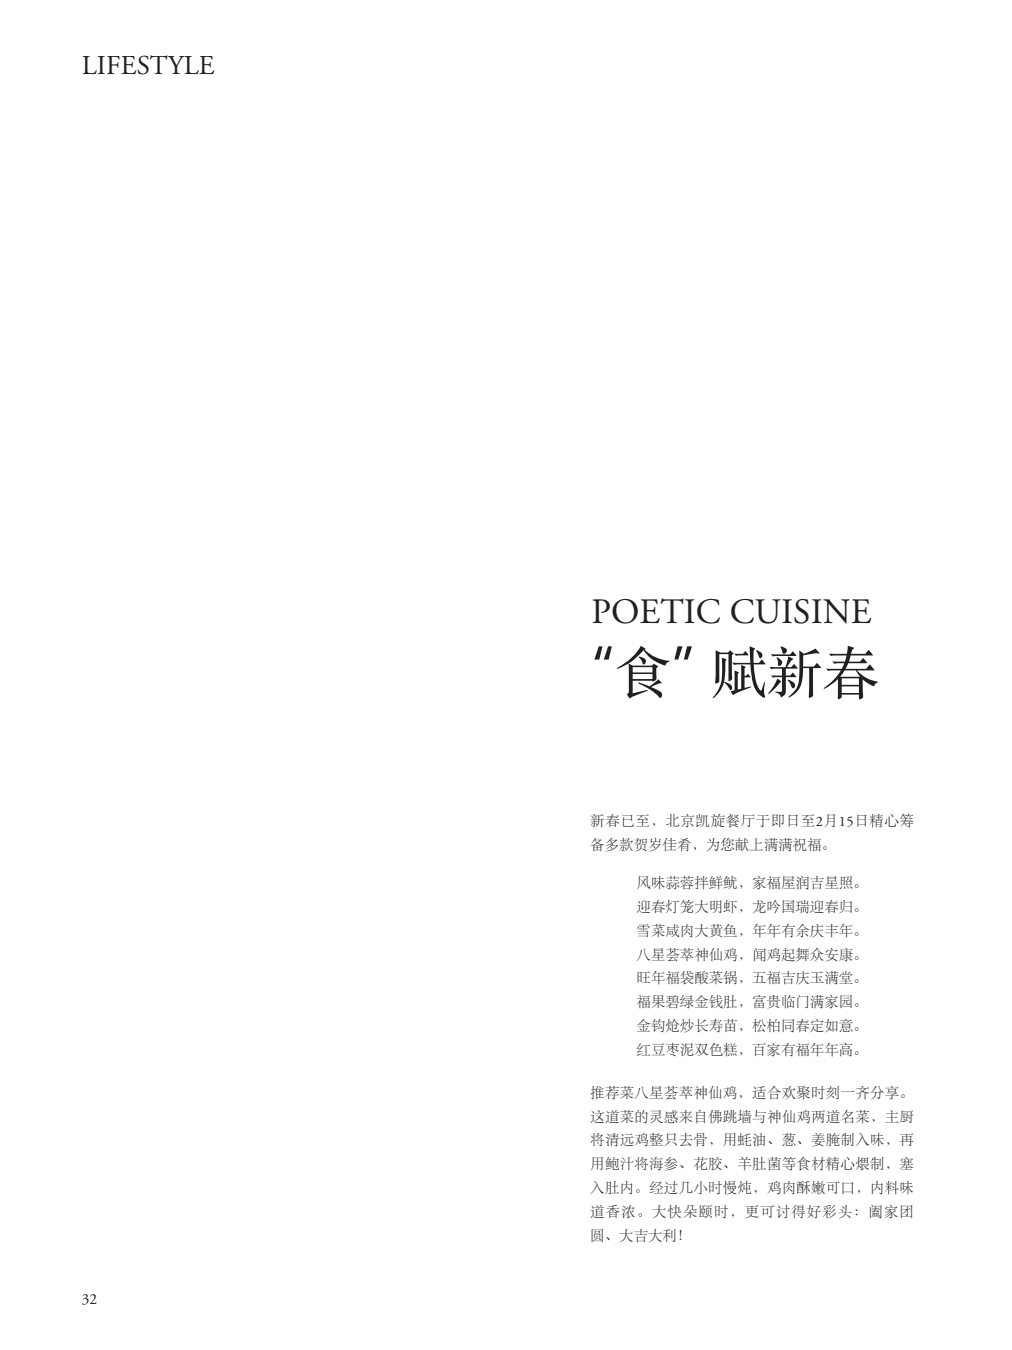 LIFESTYLE
POETIC CUISINE
“食” 赋新春
新春已至，北京凯旋餐厅于即日至2月15日精心筹
备多款贺岁佳肴，为您献上满满祝福。
风味蒜蓉拌鲜鱿，家福屋润吉星照。
迎春灯笼大明虾，龙吟国瑞迎春归。
雪菜咸肉大黄鱼，年年有余庆丰年。
八星荟萃神仙鸡，闻鸡起舞众安康。
旺年福袋酸菜锅，五福吉庆玉满堂。
福果碧绿金钱肚，富贵临门满家园。
金钩炝炒长寿苗，松柏同春定如意。
红豆枣泥双色糕，百家有福年年高。
推荐菜八星荟萃神仙鸡，适合欢聚时刻一齐分享。
这道菜的灵感来自佛跳墙与神仙鸡两道名菜，主厨
将清远鸡整只去骨，用蚝油、葱、姜腌制入味，再
用鲍汁将海参、花胶、羊肚菌等食材精心煨制，塞
入肚内。经过几小时慢炖，鸡肉酥嫩可口，内料味
道香浓。大快朵颐时，更可讨得好彩头：阖家团
圆、大吉大利！
32